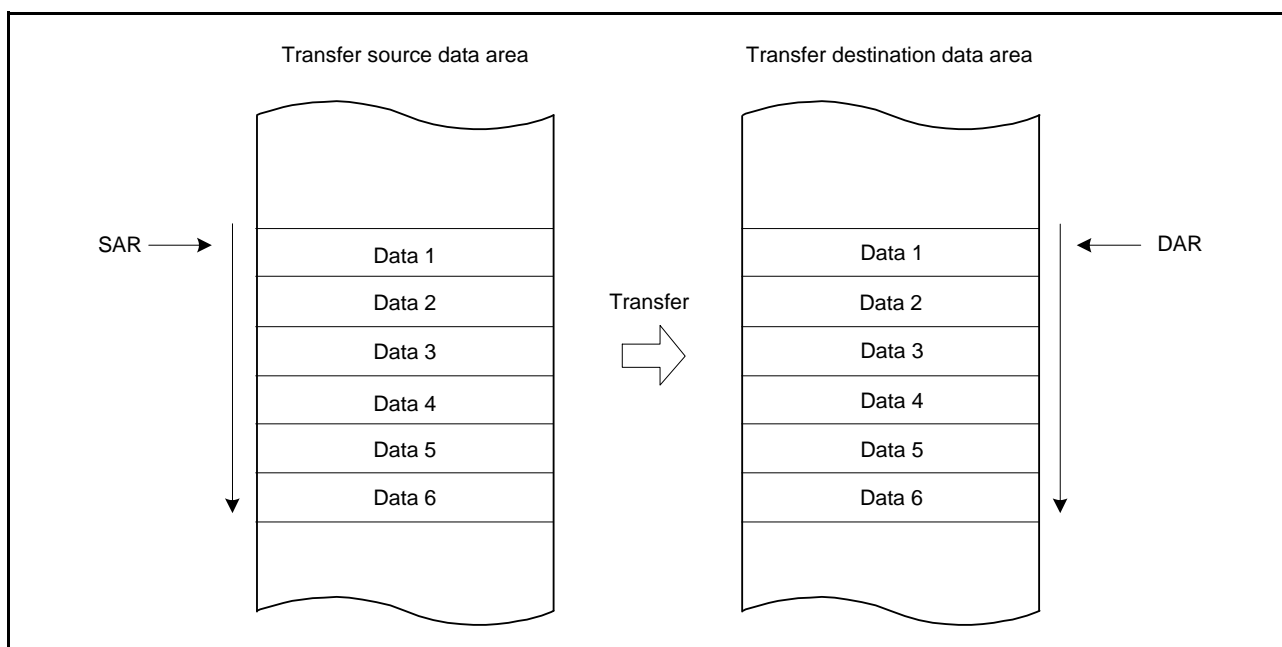 Transfer source data area
Transfer destination data area
SAR
Data 1
Data 2
Data 3
Data 4
Data 5
Data 6
Transfer
Data 1
Data 2
Data 3
Data 4
Data 5
Data 6
DAR